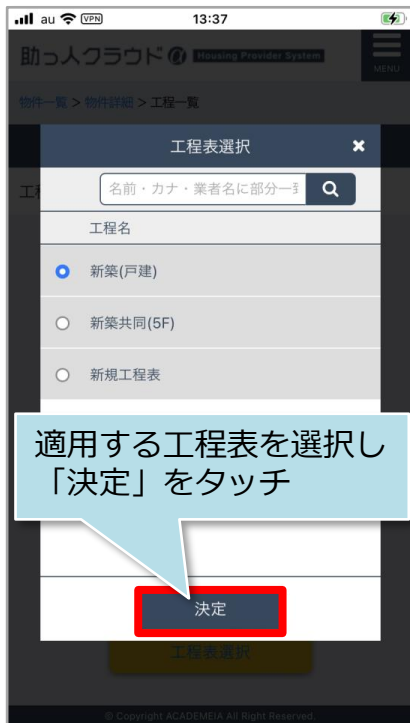 au VPN 13:37
助っ人クラウド Housing Provider System
MENU
物件一覧 > 物件詳細 > 工程一覧
工程表選択 ×
名前・カナ・業者名に部分一致
工程名
新築(戸建)
新築共同(5F)
新規工程表
適用する工程表を選択し
「決定」をタッチ
決定
工程表選択
© Copyright ACADEMEIA All Right Reserved.